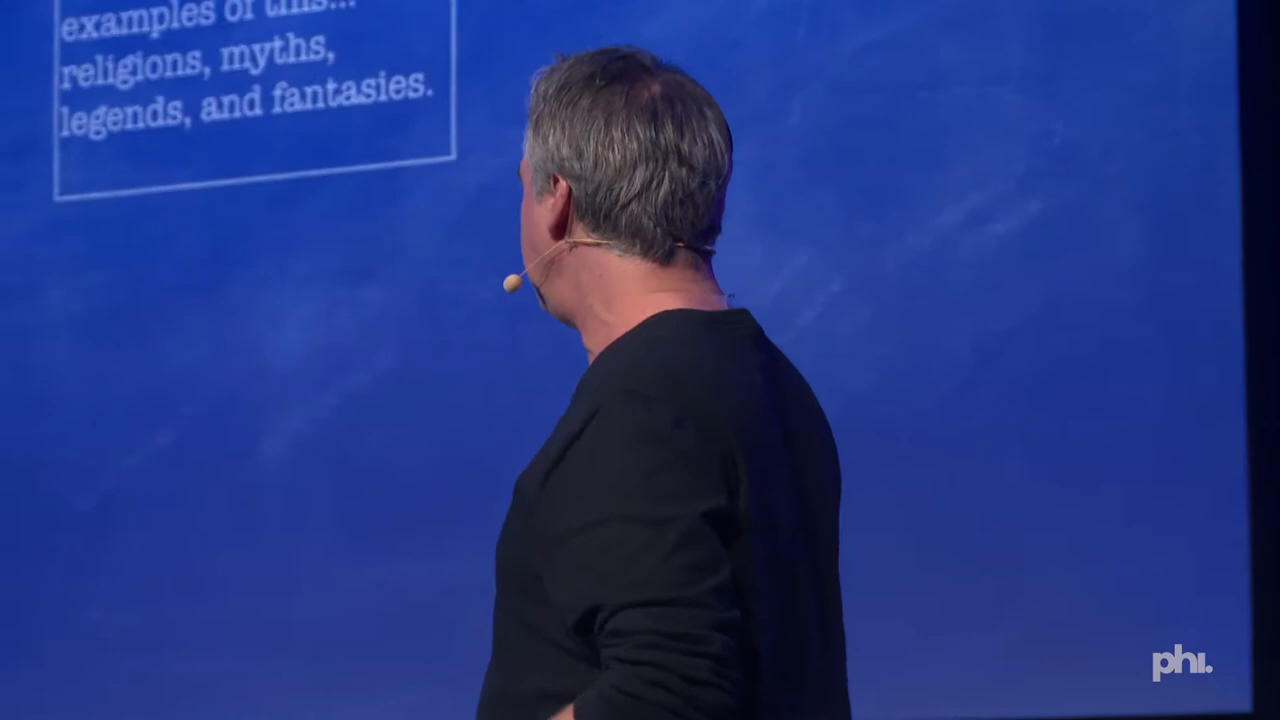 examples of this...
religions, myths,
legends, and fantasies.
phi.